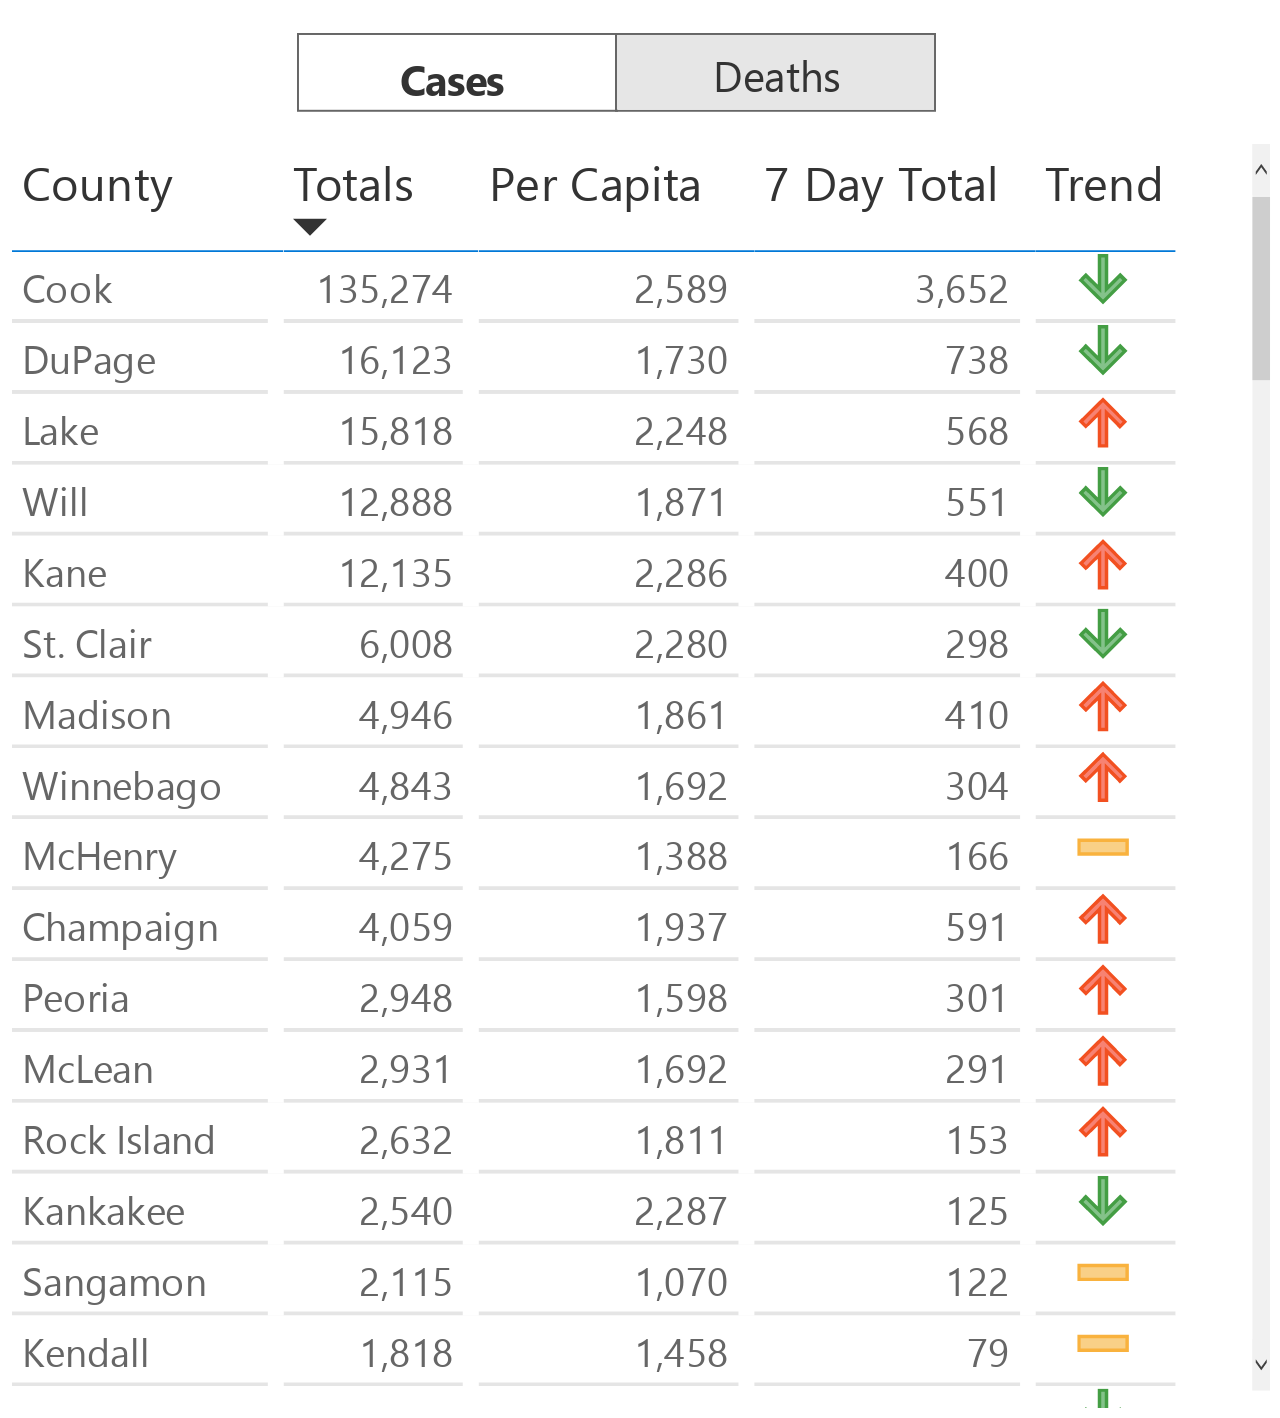 Cases Deaths
County Totals Per Capita 7 Day Total Trend
Cook 135,274 2,589 3,652
DuPage 16,123 1,730 738
Lake 15,818 2,248 568
Will 12,888 1,871 551
Kane 12,135 2,286 400
St. Clair 6,008 2,280 298
Madison 4,946 1,861 410
Winnebago 4,843 1,692 304
McHenry 4,275 1,388 166
Champaign 4,059 1,937 591
Peoria 2,948 1,598 301
McLean 2,931 1,692 291
Rock Island 2,632 1,811 153
Kankakee 2,540 2,287 125
Sangamon 2,115 1,070 122
Kendall 1,818 1,458 79